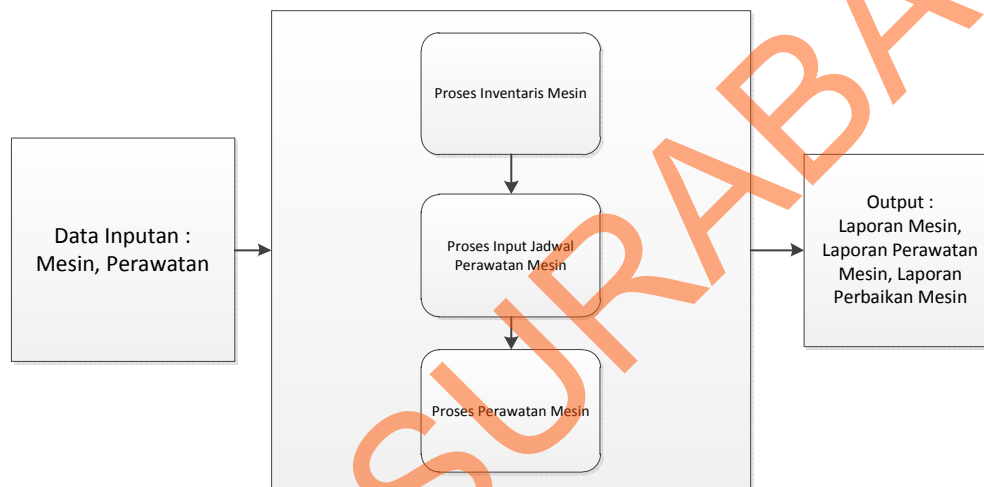 Proses Inventaris Mesin
Data Inputan :
Mesin, Perawatan
Proses Input Jadwal
Perawatan Mesin
Proses Perawatan Mesin
Output :
Laporan Mesin,
Laporan Perawatan
Mesin, Laporan
Perbaikan Mesin
SURABA